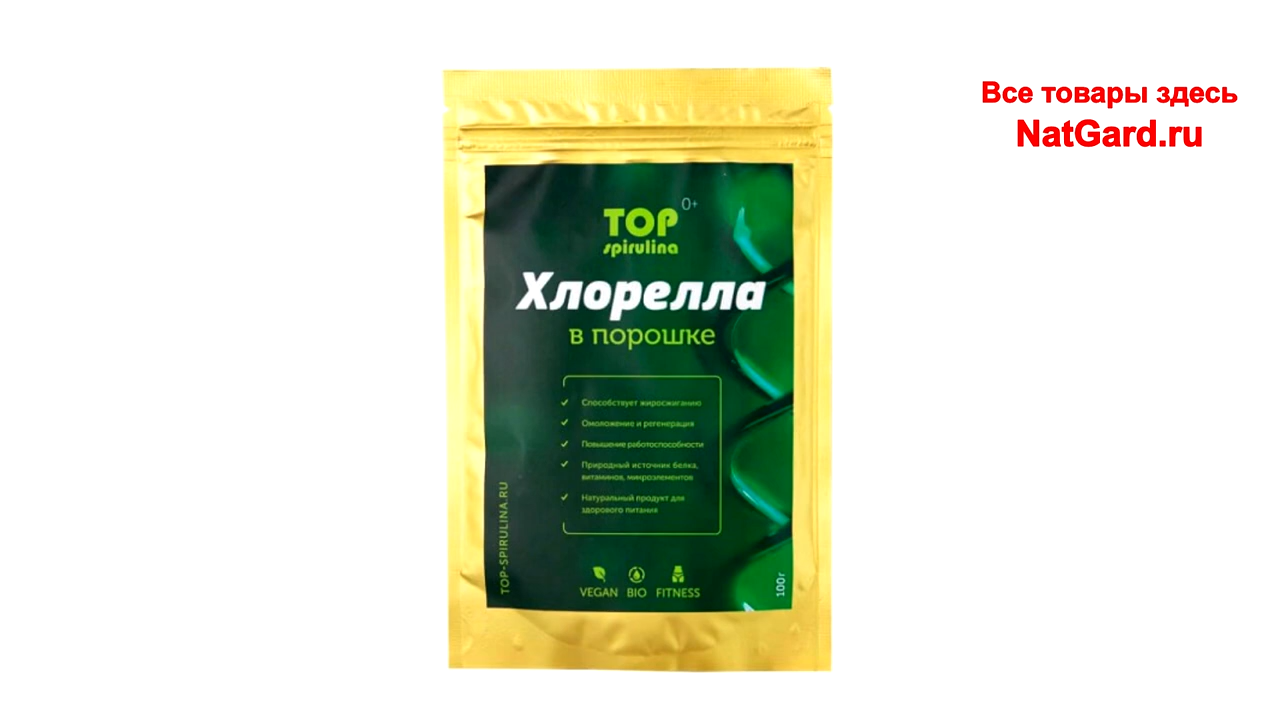 Все товары здесь
NatGard.ru
TOP 0+
spirulina
Хлорелла
в порошке
Способствует жиросжиганию
Омоложение и регенерация
Повышение работоспособности
Природный источник белка,
витаминов, микроэлементов
Натуральный продукт для
здорового питания
TOP-SPIRULINA.RU
VEGAN BIO FITNESS
100 г